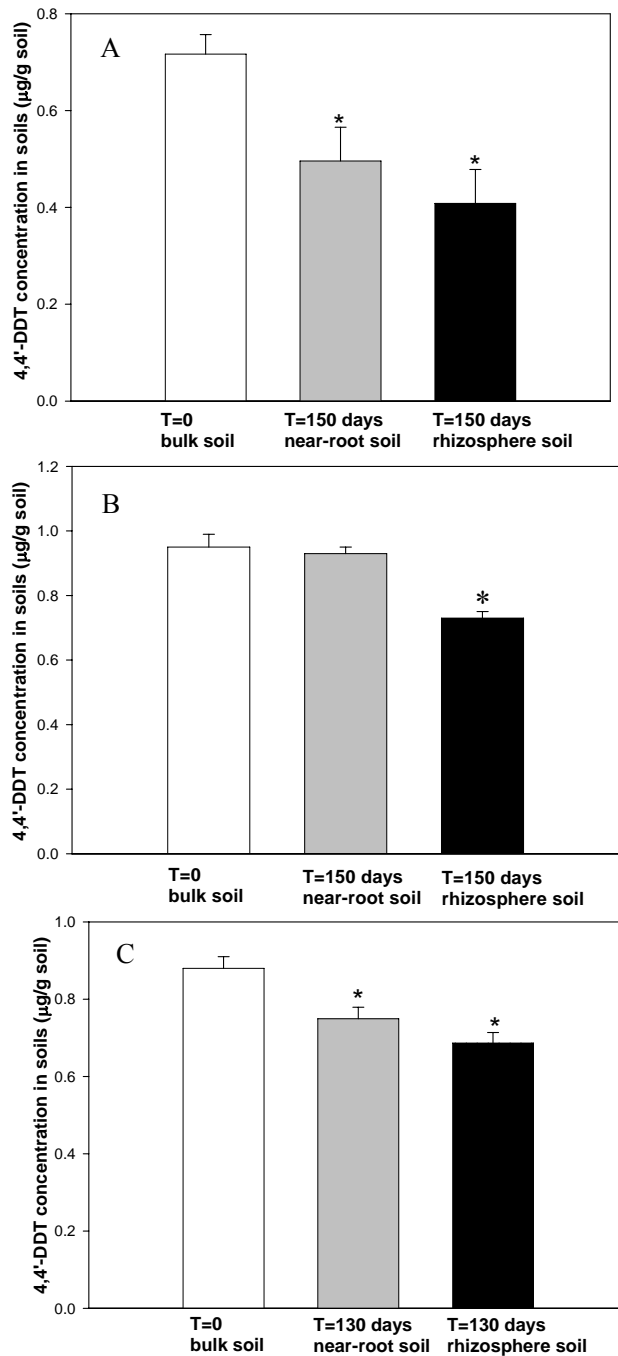 A
4,4'-DDT concentration in soils (µg/g soil)
0.8
0.6
0.4
0.2
0.0
*
*
T=0
bulk soil
T=150 days
near-root soil
T=150 days
rhizosphere soil
B
4,4'-DDT concentration in soils (µg/g soil)
1.2
1.0
0.8
0.6
0.4
0.2
0.0
*
T=0
bulk soil
T=150 days
near-root soil
T=150 days
rhizosphere soil
C
4,4'-DDT concentration in soils (µg/g soil)
1.0
0.8
0.6
0.4
0.2
0.0
*
*
T=0
bulk soil
T=130 days
near-root soil
T=130 days
rhizosphere soil